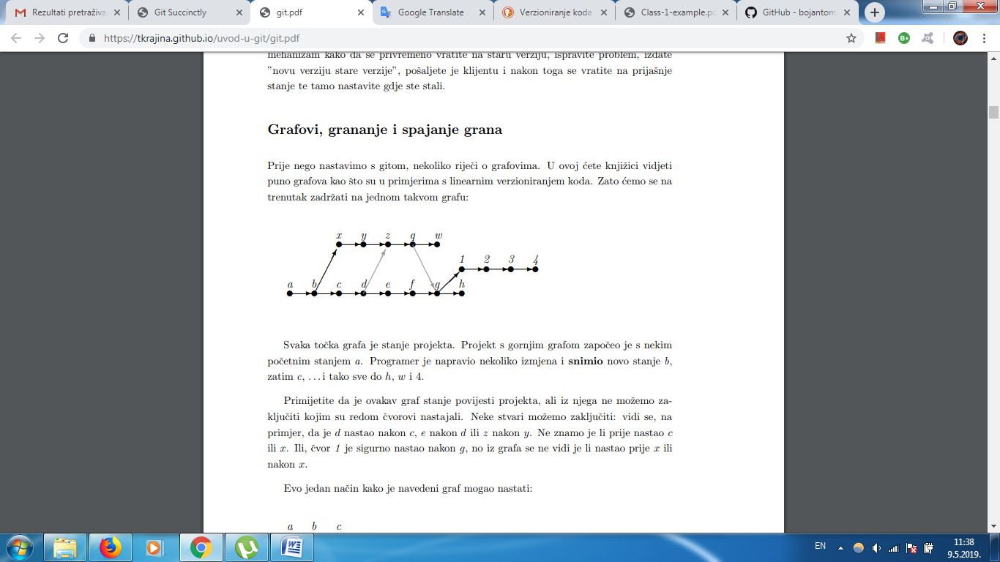 Rezultati pretraživa
Git Succinctly
git.pdf
Google Translate
Verzioniranje koda
Class-1-example.po
GitHub - bojantom
https://tkrajina.github.io/uvod-u-git/git.pdf
mehanizam kako da se privremeno vratite na staru verziju, ispravite problem, izdate
”novu verziju stare verzije”, pošaljete je klijentu i nakon toga se vratite na prijašnje
stanje te tamo nastavite gdje ste stali.
Grafovi, grananje i spajanje grana
Prije nego nastavimo s gitom, nekoliko riječi o grafovima. U ovoj ćete knjižici vidjeti
puno grafova kao što su u primjerima s linearnim verzioniranjem koda. Zato ćemo se na
trenutak zadržati na jednom takvom grafu:
x y z q w
1 2 3 4
a b c d e f g h
Svaka točka grafa je stanje projekta. Projekt s gornjim grafom započeo je s nekim
početnim stanjem a. Programer je napravio nekoliko izmjena i snimio novo stanje b,
zatim c, . . . i tako sve do h, w i 4.
Primijetite da je ovakav graf stanje povijesti projekta, ali iz njega ne možemo za-
ključiti kojim su redom čvorovi nastajali. Neke stvari možemo zaključiti: vidi se, na
primjer, da je d nastao nakon c, e nakon d ili z nakon y. Ne znamo je li prije nastao c
ili x. Ili, čvor 1 je sigurno nastao nakon g, no iz grafa se ne vidi je li nastao prije x ili
nakon x.
Evo jedan način kako je navedeni graf mogao nastati:
a b c
EN
11:38
9.5.2019.